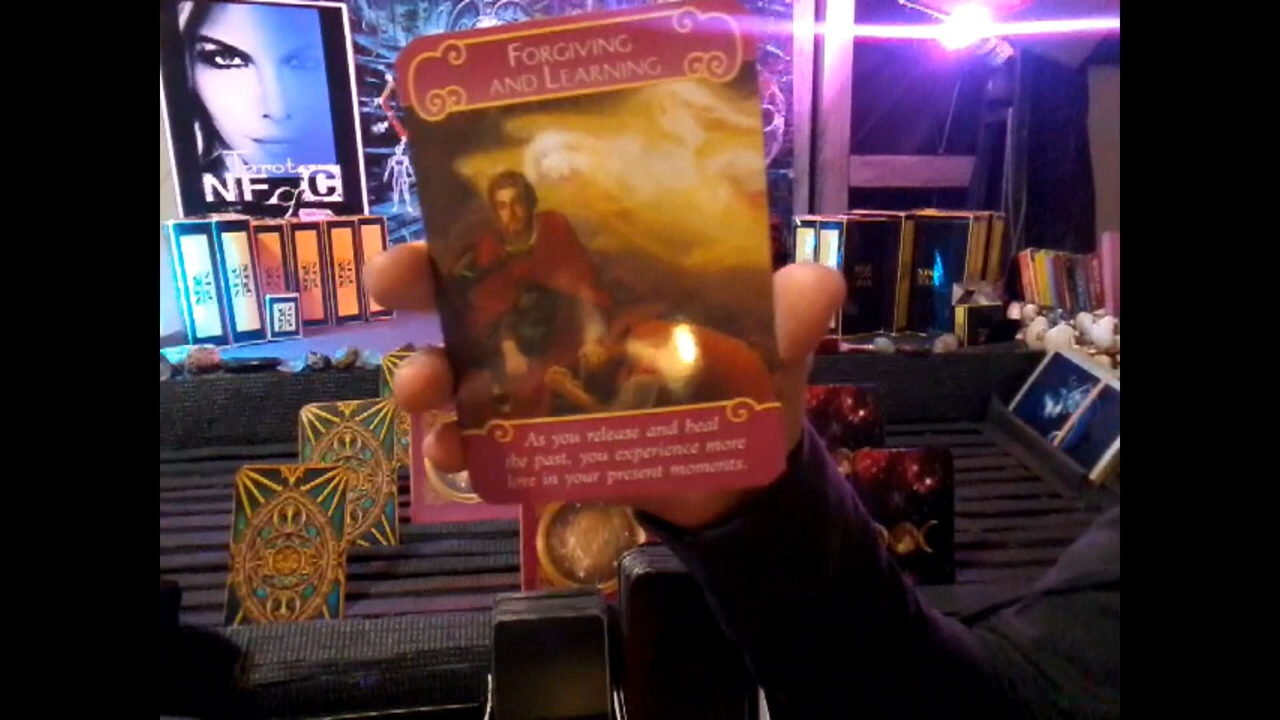 FORGIVING
AND LEARNING
As you release and heal
the past, you experience more
love in your present moments.
Tarot